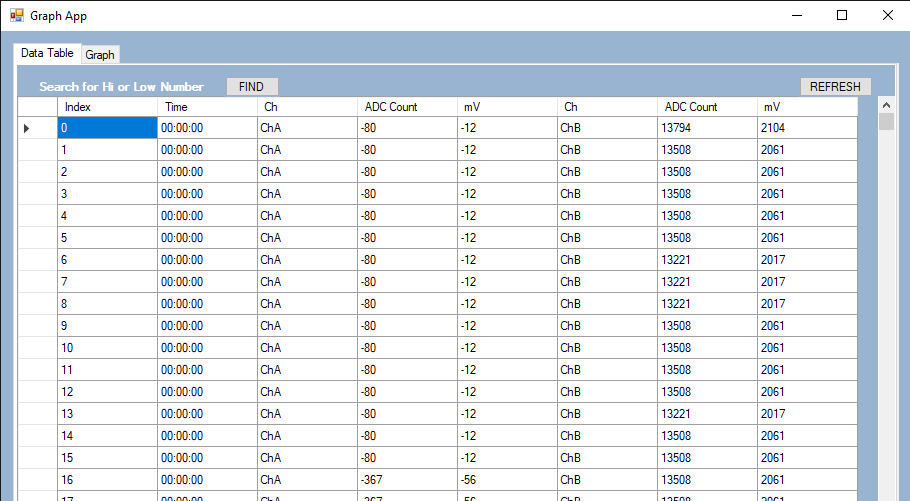 Graph App
Data Table Graph
Search for Hi or Low Number FIND REFRESH
Index Time Ch ADC Count mV Ch ADC Count mV
0 00:00:00 ChA -80 -12 ChB 13794 2104
1 00:00:00 ChA -80 -12 ChB 13508 2061
2 00:00:00 ChA -80 -12 ChB 13508 2061
3 00:00:00 ChA -80 -12 ChB 13508 2061
4 00:00:00 ChA -80 -12 ChB 13508 2061
5 00:00:00 ChA -80 -12 ChB 13508 2061
6 00:00:00 ChA -80 -12 ChB 13221 2017
7 00:00:00 ChA -80 -12 ChB 13221 2017
8 00:00:00 ChA -80 -12 ChB 13221 2017
9 00:00:00 ChA -80 -12 ChB 13508 2061
10 00:00:00 ChA -80 -12 ChB 13508 2061
11 00:00:00 ChA -80 -12 ChB 13508 2061
12 00:00:00 ChA -80 -12 ChB 13508 2061
13 00:00:00 ChA -80 -12 ChB 13221 2017
14 00:00:00 ChA -80 -12 ChB 13508 2061
15 00:00:00 ChA -80 -12 ChB 13508 2061
16 00:00:00 ChA -367 -56 ChB 13508 2061
17 00:00:00 ChA -367 -56 ChB 13508 2061